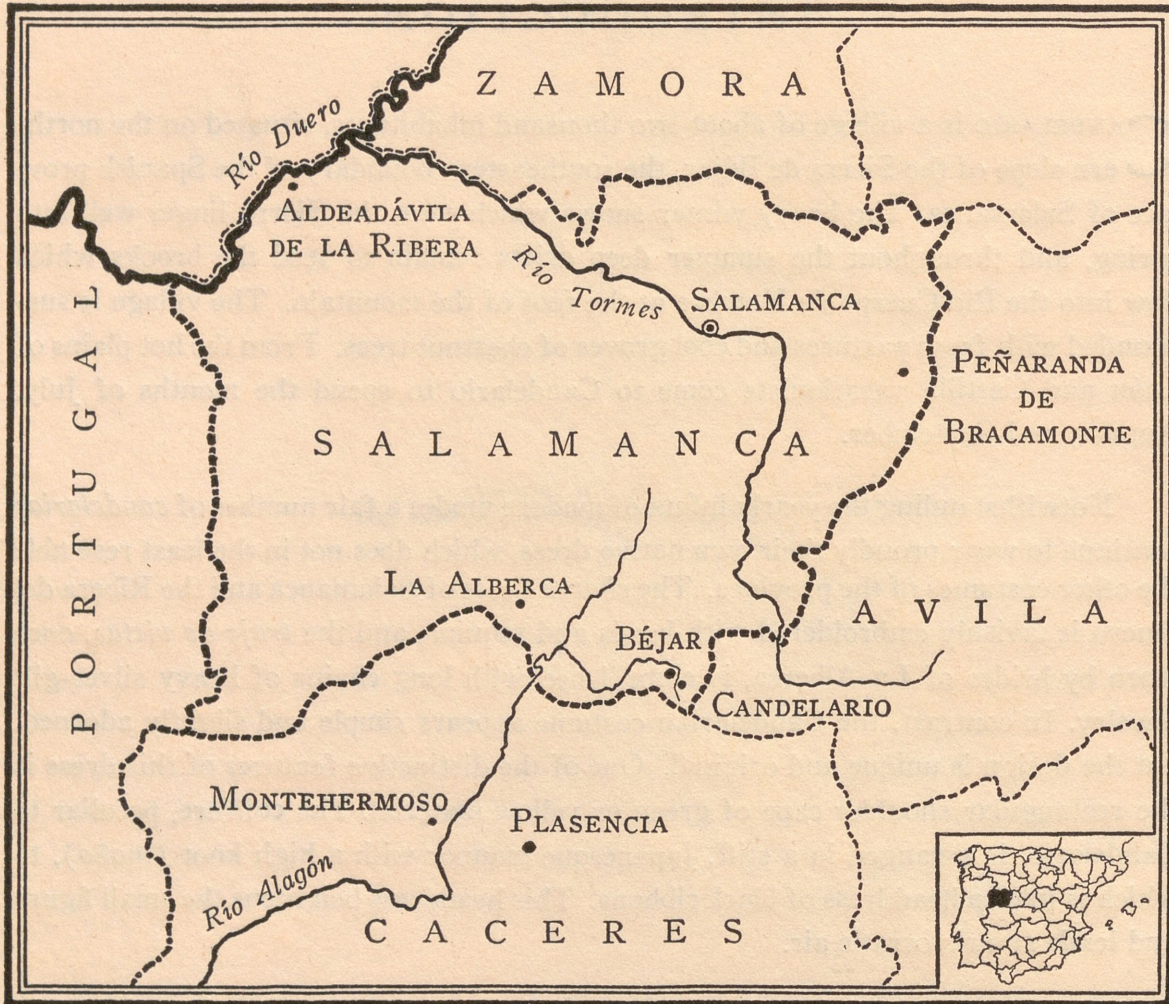 ZAMORA
Río Duero
ALDEADÁVILA
DE LA RIBERA
Río Tormes
SALAMANCA
PEÑARANDA
DE
BRACAMONTE
PORTUGAL
SALAMANCA
LA ALBERCA
BÉJAR
AVILA
CANDELARIO
MONTEHERMOSO
PLASENCIA
Río Alagón
CACERES